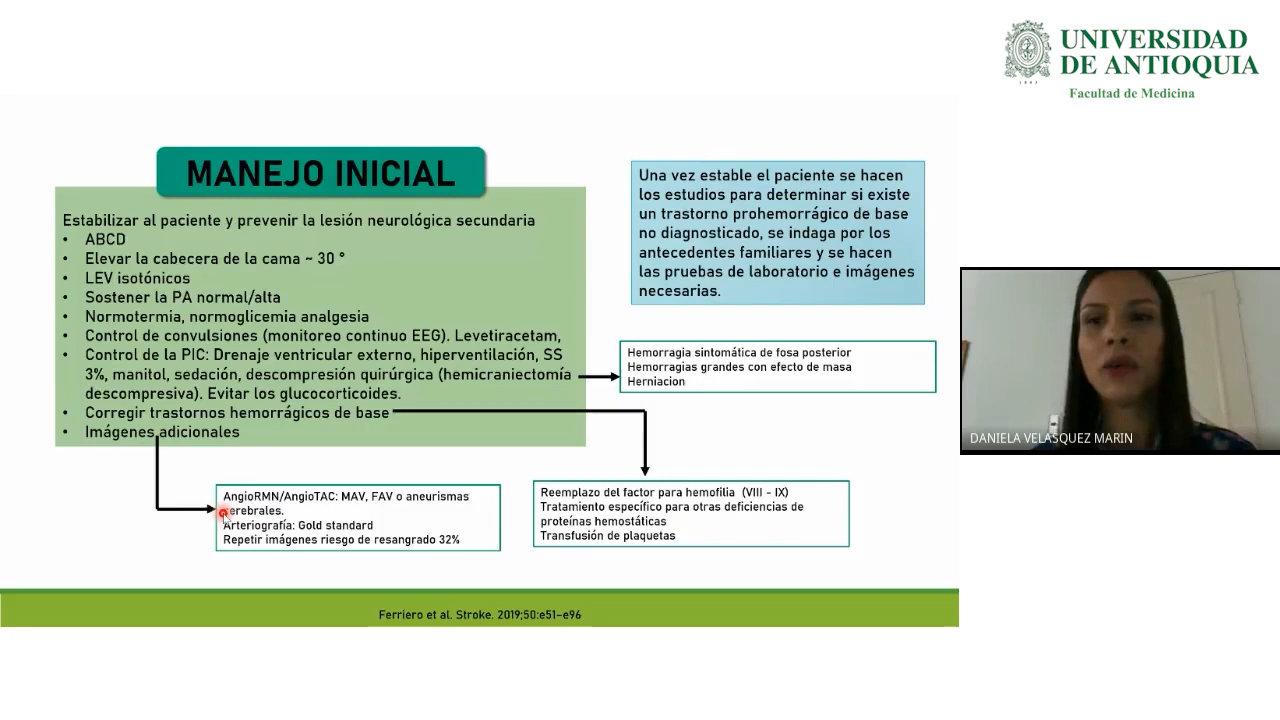 UNIVERSIDAD
DE ANTIOQUIA
1803
Facultad de Medicina
MANEJO INICIAL
Estabilizar al paciente y prevenir la lesión neurológica secundaria
• ABCD
• Elevar la cabecera de la cama ~ 30 °
• LEV isotónicos
• Sostener la PA normal/alta
• Normotermia, normoglicemia analgesia
• Control de convulsiones (monitoreo continuo EEG). Levetiracetam,
• Control de la PIC: Drenaje ventricular externo, hiperventilación, SS
3%, manitol, sedación, descompresión quirúrgica (hemicraniectomía
descompresiva). Evitar los glucocorticoides.
• Corregir trastornos hemorrágicos de base
• Imágenes adicionales
Una vez estable el paciente se hacen
los estudios para determinar si existe
un trastorno prohemorrágico de base
no diagnosticado, se indaga por los
antecedentes familiares y se hacen
las pruebas de laboratorio e imágenes
necesarias.
Hemorragia sintomática de fosa posterior
Hemorragias grandes con efecto de masa
Herniacion
AngioRMN/AngioTAC: MAV, FAV o aneurismas
cerebrales.
Arteriografía: Gold standard
Repetir imágenes riesgo de resangrado 32%
Reemplazo del factor para hemofilia (VIII - IX)
Tratamiento específico para otras deficiencias de
proteínas hemostáticas
Transfusión de plaquetas
Ferriero et al. Stroke. 2019;50:e51–e96
DANIELA VELASQUEZ MARIN